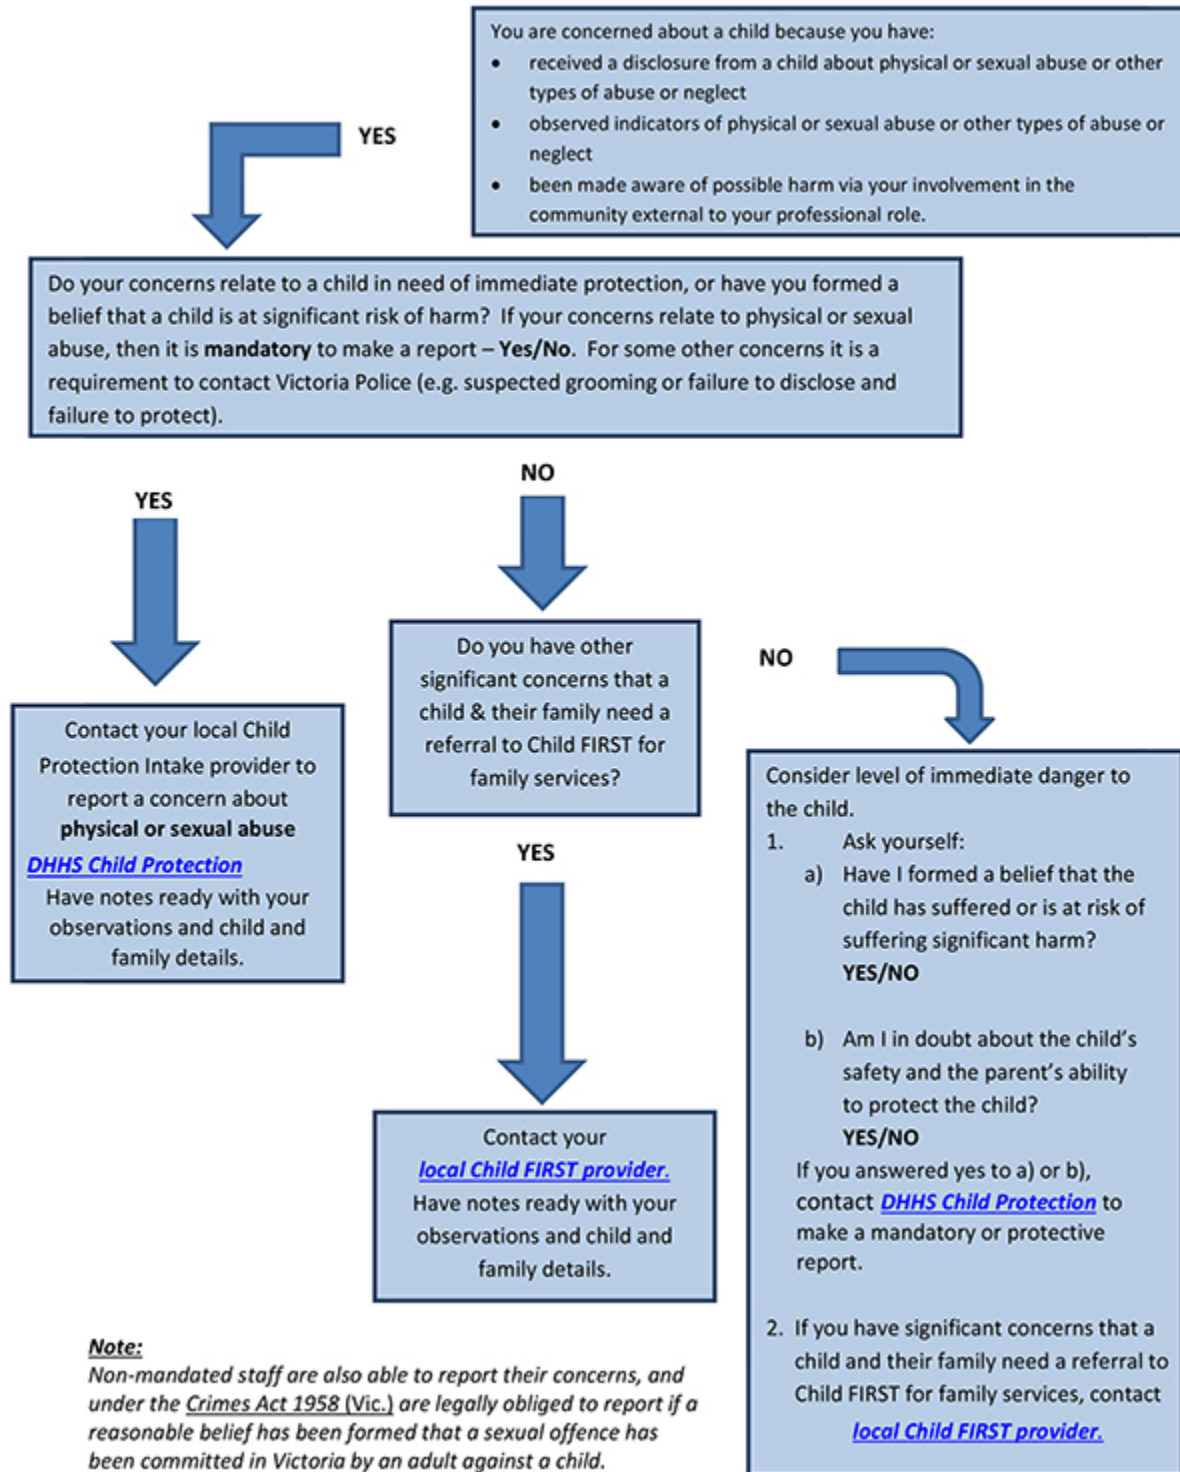 You are concerned about a child because you have:
• received a disclosure from a child about physical or sexual abuse or other
types of abuse or neglect
• observed indicators of physical or sexual abuse or other types of abuse or
neglect
• been made aware of possible harm via your involvement in the
community external to your professional role.
YES
Do your concerns relate to a child in need of immediate protection, or have you formed a
belief that a child is at significant risk of harm? If your concerns relate to physical or sexual
abuse, then it is mandatory to make a report – Yes/No. For some other concerns it is a
requirement to contact Victoria Police (e.g. suspected grooming or failure to disclose and
failure to protect).
YES
NO
Contact your local Child
Protection Intake provider to
report a concern about
physical or sexual abuse
DHHS Child Protection
Have notes ready with your
observations and child and
family details.
Do you have other
significant concerns that a
child & their family need a
referral to Child FIRST for
family services?
NO
YES
Contact your
local Child FIRST provider.
Have notes ready with your
observations and child and
family details.
Consider level of immediate danger to
the child.
1. Ask yourself:
a) Have I formed a belief that the
child has suffered or is at risk of
suffering significant harm?
YES/NO
b) Am I in doubt about the child's
safety and the parent's ability
to protect the child?
YES/NO
If you answered yes to a) or b),
contact DHHS Child Protection to
make a mandatory or protective
report.
2. If you have significant concerns that a
child and their family need a referral to
Child FIRST for family services, contact
local Child FIRST provider.
Note:
Non-mandated staff are also able to report their concerns, and
under the Crimes Act 1958 (Vic.) are legally obliged to report if a
reasonable belief has been formed that a sexual offence has
been committed in Victoria by an adult against a child.